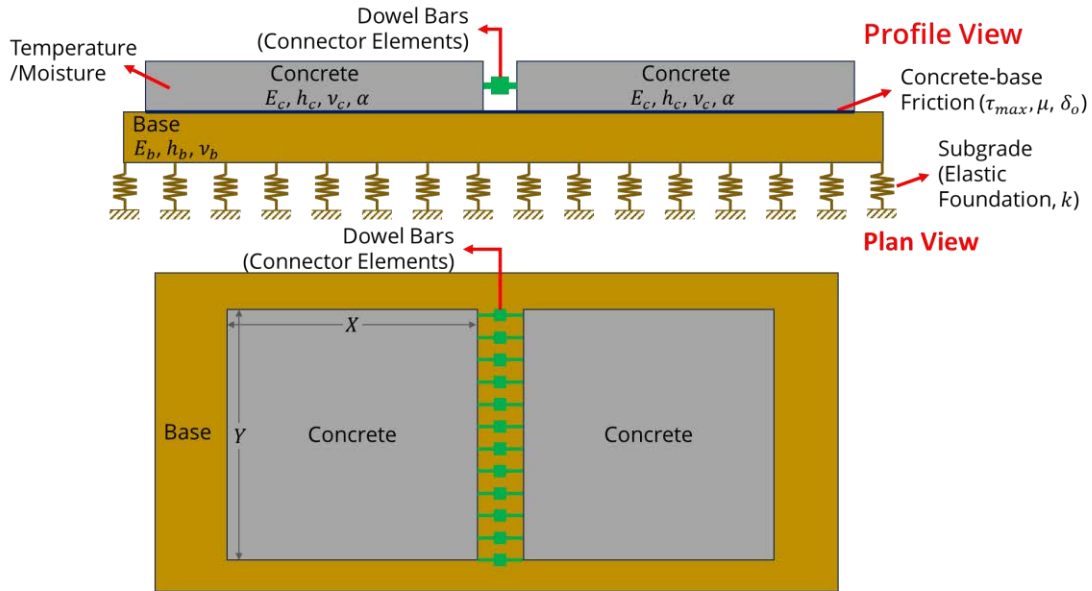 Dowel Bars
(Connector Elements)
Profile View
Temperature
/Moisture
Concrete
E_c, h_c, ν_c, α
Concrete
E_c, h_c, ν_c, α
Concrete-base
Friction (τ_max, μ, δ_o)
Base
E_b, h_b, ν_b
Subgrade
(Elastic
Foundation, k)
Plan View
Dowel Bars
(Connector Elements)
X
Base
Y
Concrete
Concrete